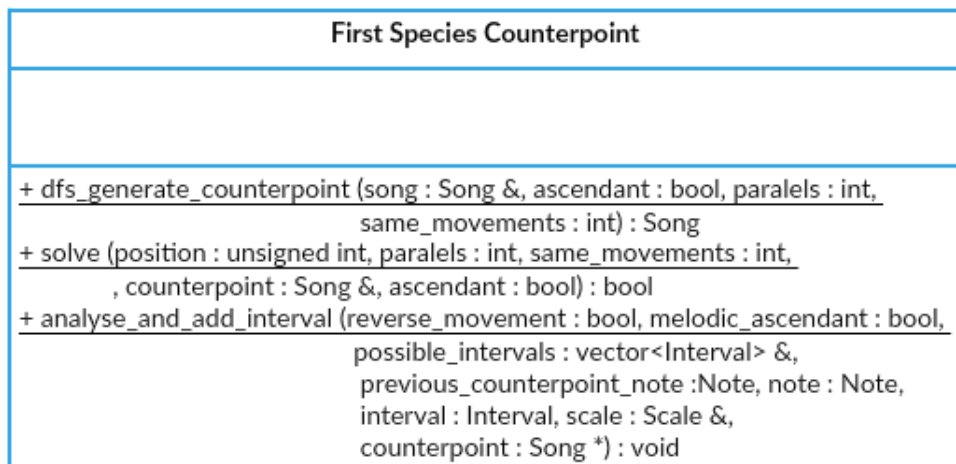 First Species Counterpoint
+ dfs_generate_counterpoint (song : Song &, ascendant : bool, paralels : int,
same_movements : int) : Song
+ solve (position : unsigned int, paralels : int, same_movements : int,
, counterpoint : Song &, ascendant : bool) : bool
+ analyse_and_add_interval (reverse_movement : bool, melodic_ascendant : bool,
possible_intervals : vector<Interval> &,
previous_counterpoint_note :Note, note : Note,
interval : Interval, scale : Scale &,
counterpoint : Song *) : void